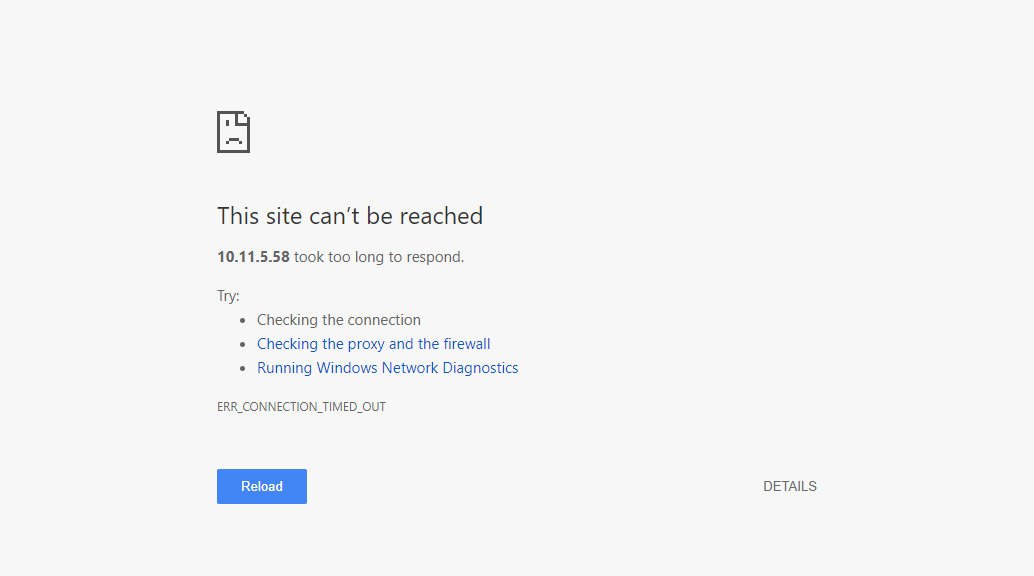 This site can’t be reached
10.11.5.58 took too long to respond.
Try:
• Checking the connection
• Checking the proxy and the firewall
• Running Windows Network Diagnostics
ERR_CONNECTION_TIMED_OUT
Reload
DETAILS